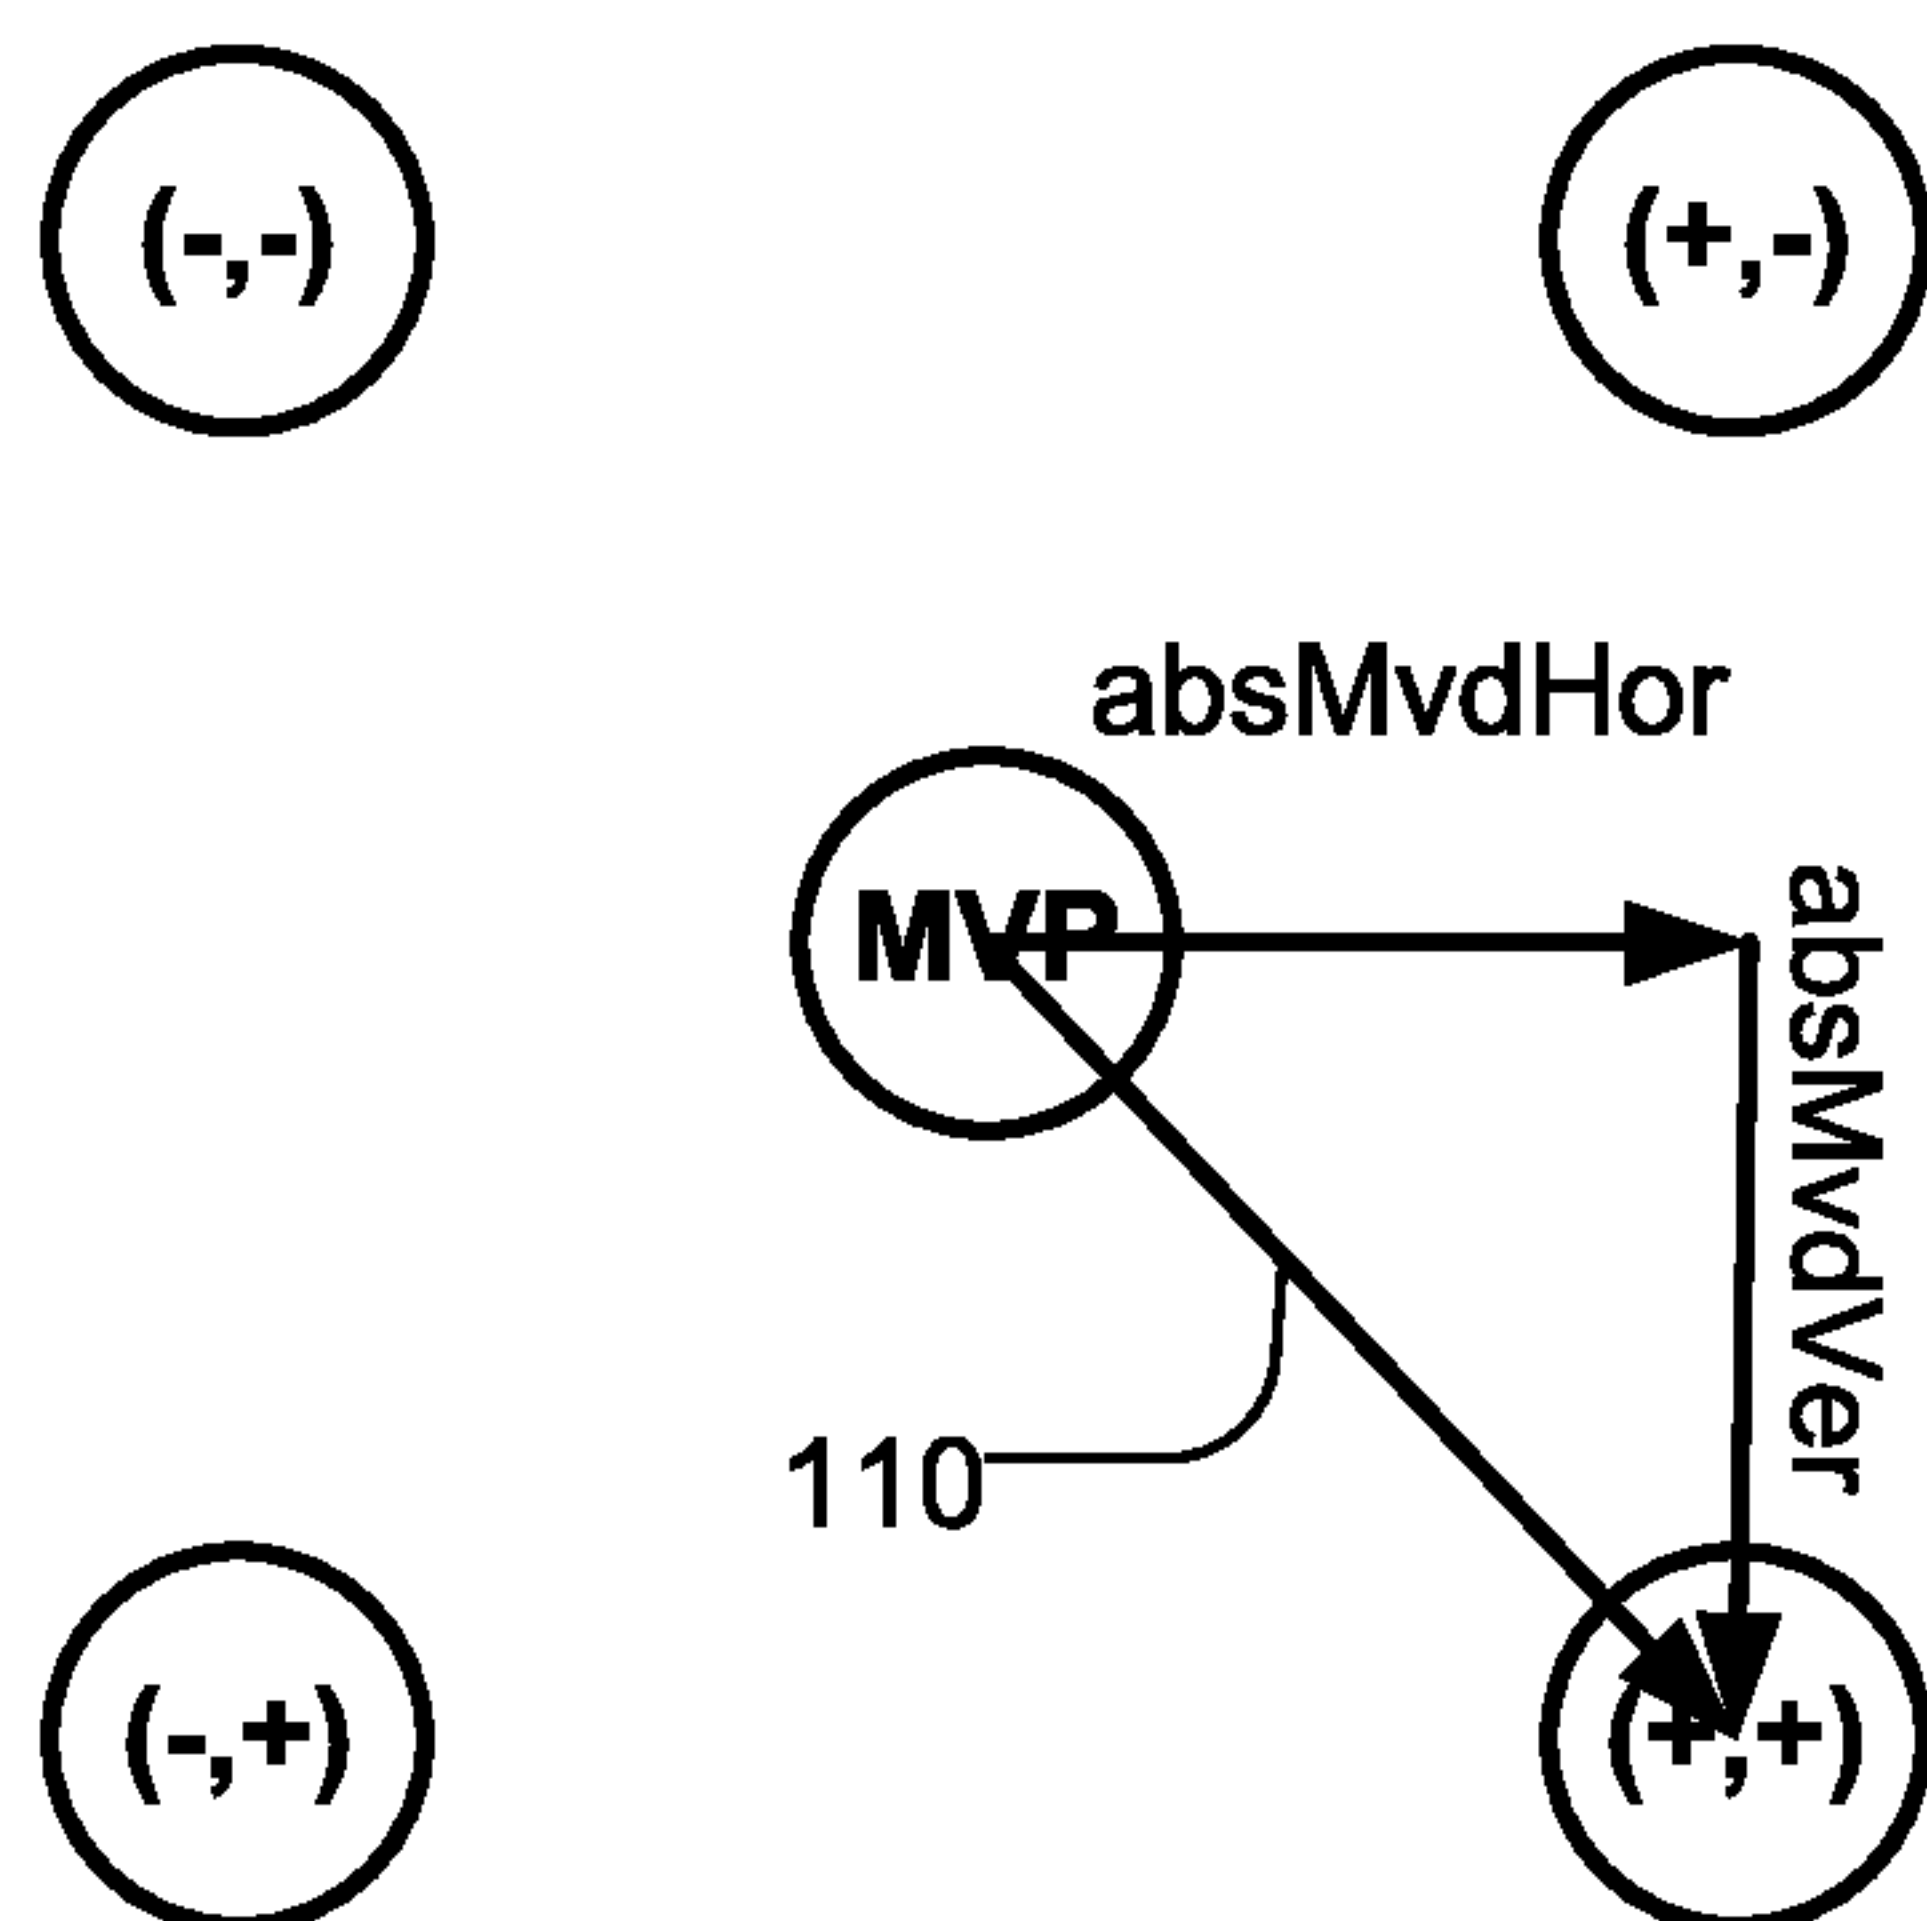 (-,-)
(+,-)
absMvdHor
MVP
absMvdVer
110
(-,+)
(+,+)